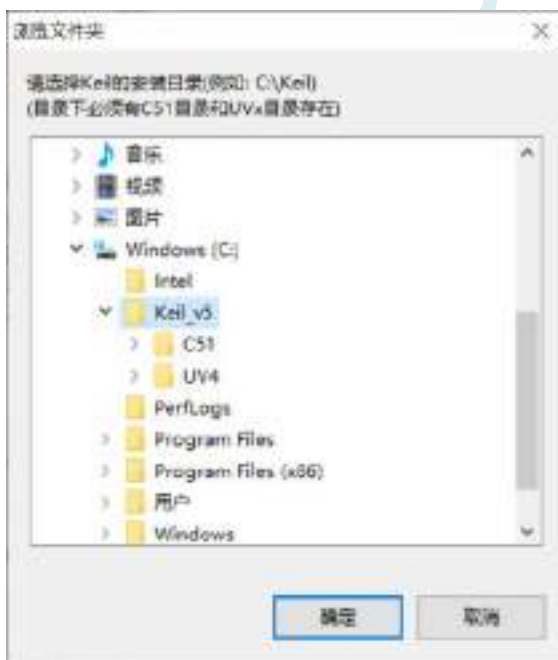 浏览文件夹
请选择Keil的安装目录(例如: C:\Keil)
(目录下必须有C51目录和UVx目录存在)
音乐
视频
图片
Windows (C:)
Intel
Keil_v5
C51
UV4
PerfLogs
Program Files
Program Files (x86)
用户
Windows
确定
取消